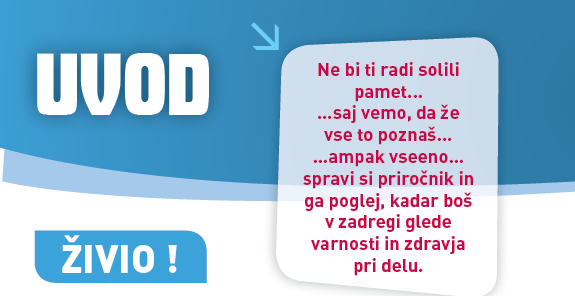 UVOD
Ne bi ti radi solili
pamet...
...saj vemo, da že
vse to poznaš...
...ampak vseeno...
spravi si priročnik in
ga poglej, kadar boš
v zadregi glede
varnosti in zdravja
pri delu.
ŽIVIO !